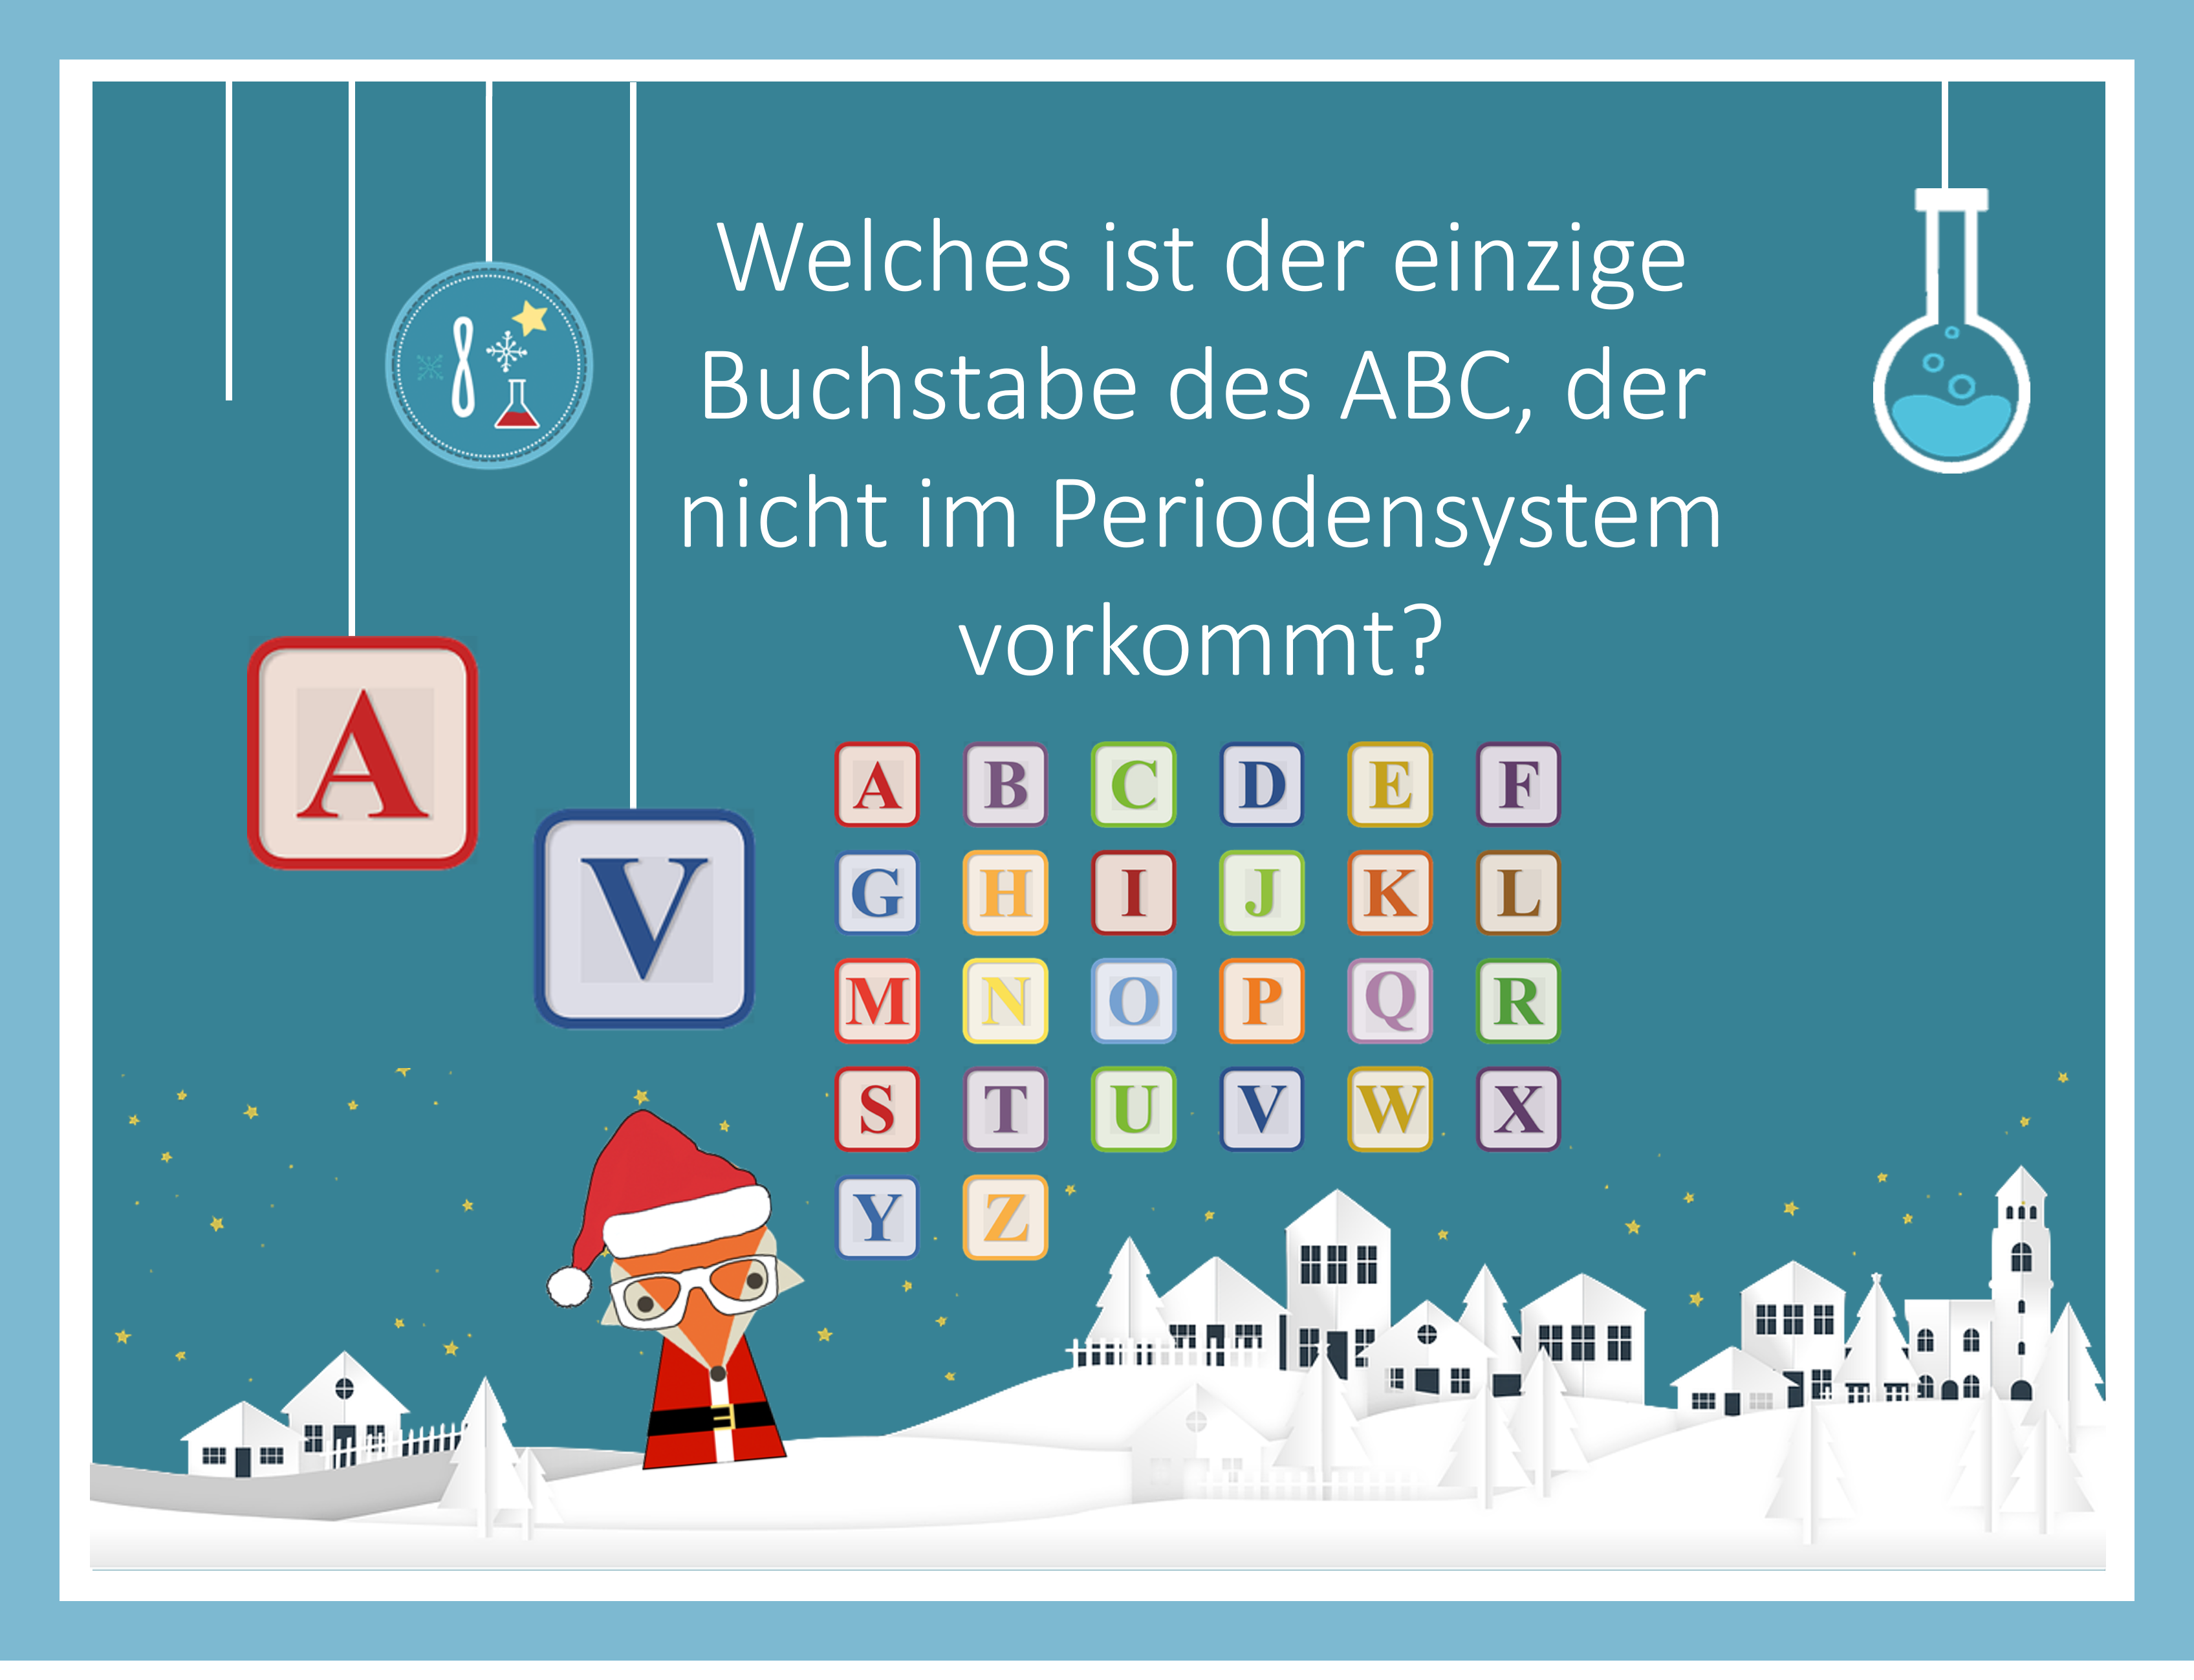 Welches ist der einzige
Buchstabe des ABC, der
nicht im Periodensystem
vorkommt?
A
V
A B C D E F
G H I J K L
M N O P Q R
S T U V W X
Y Z